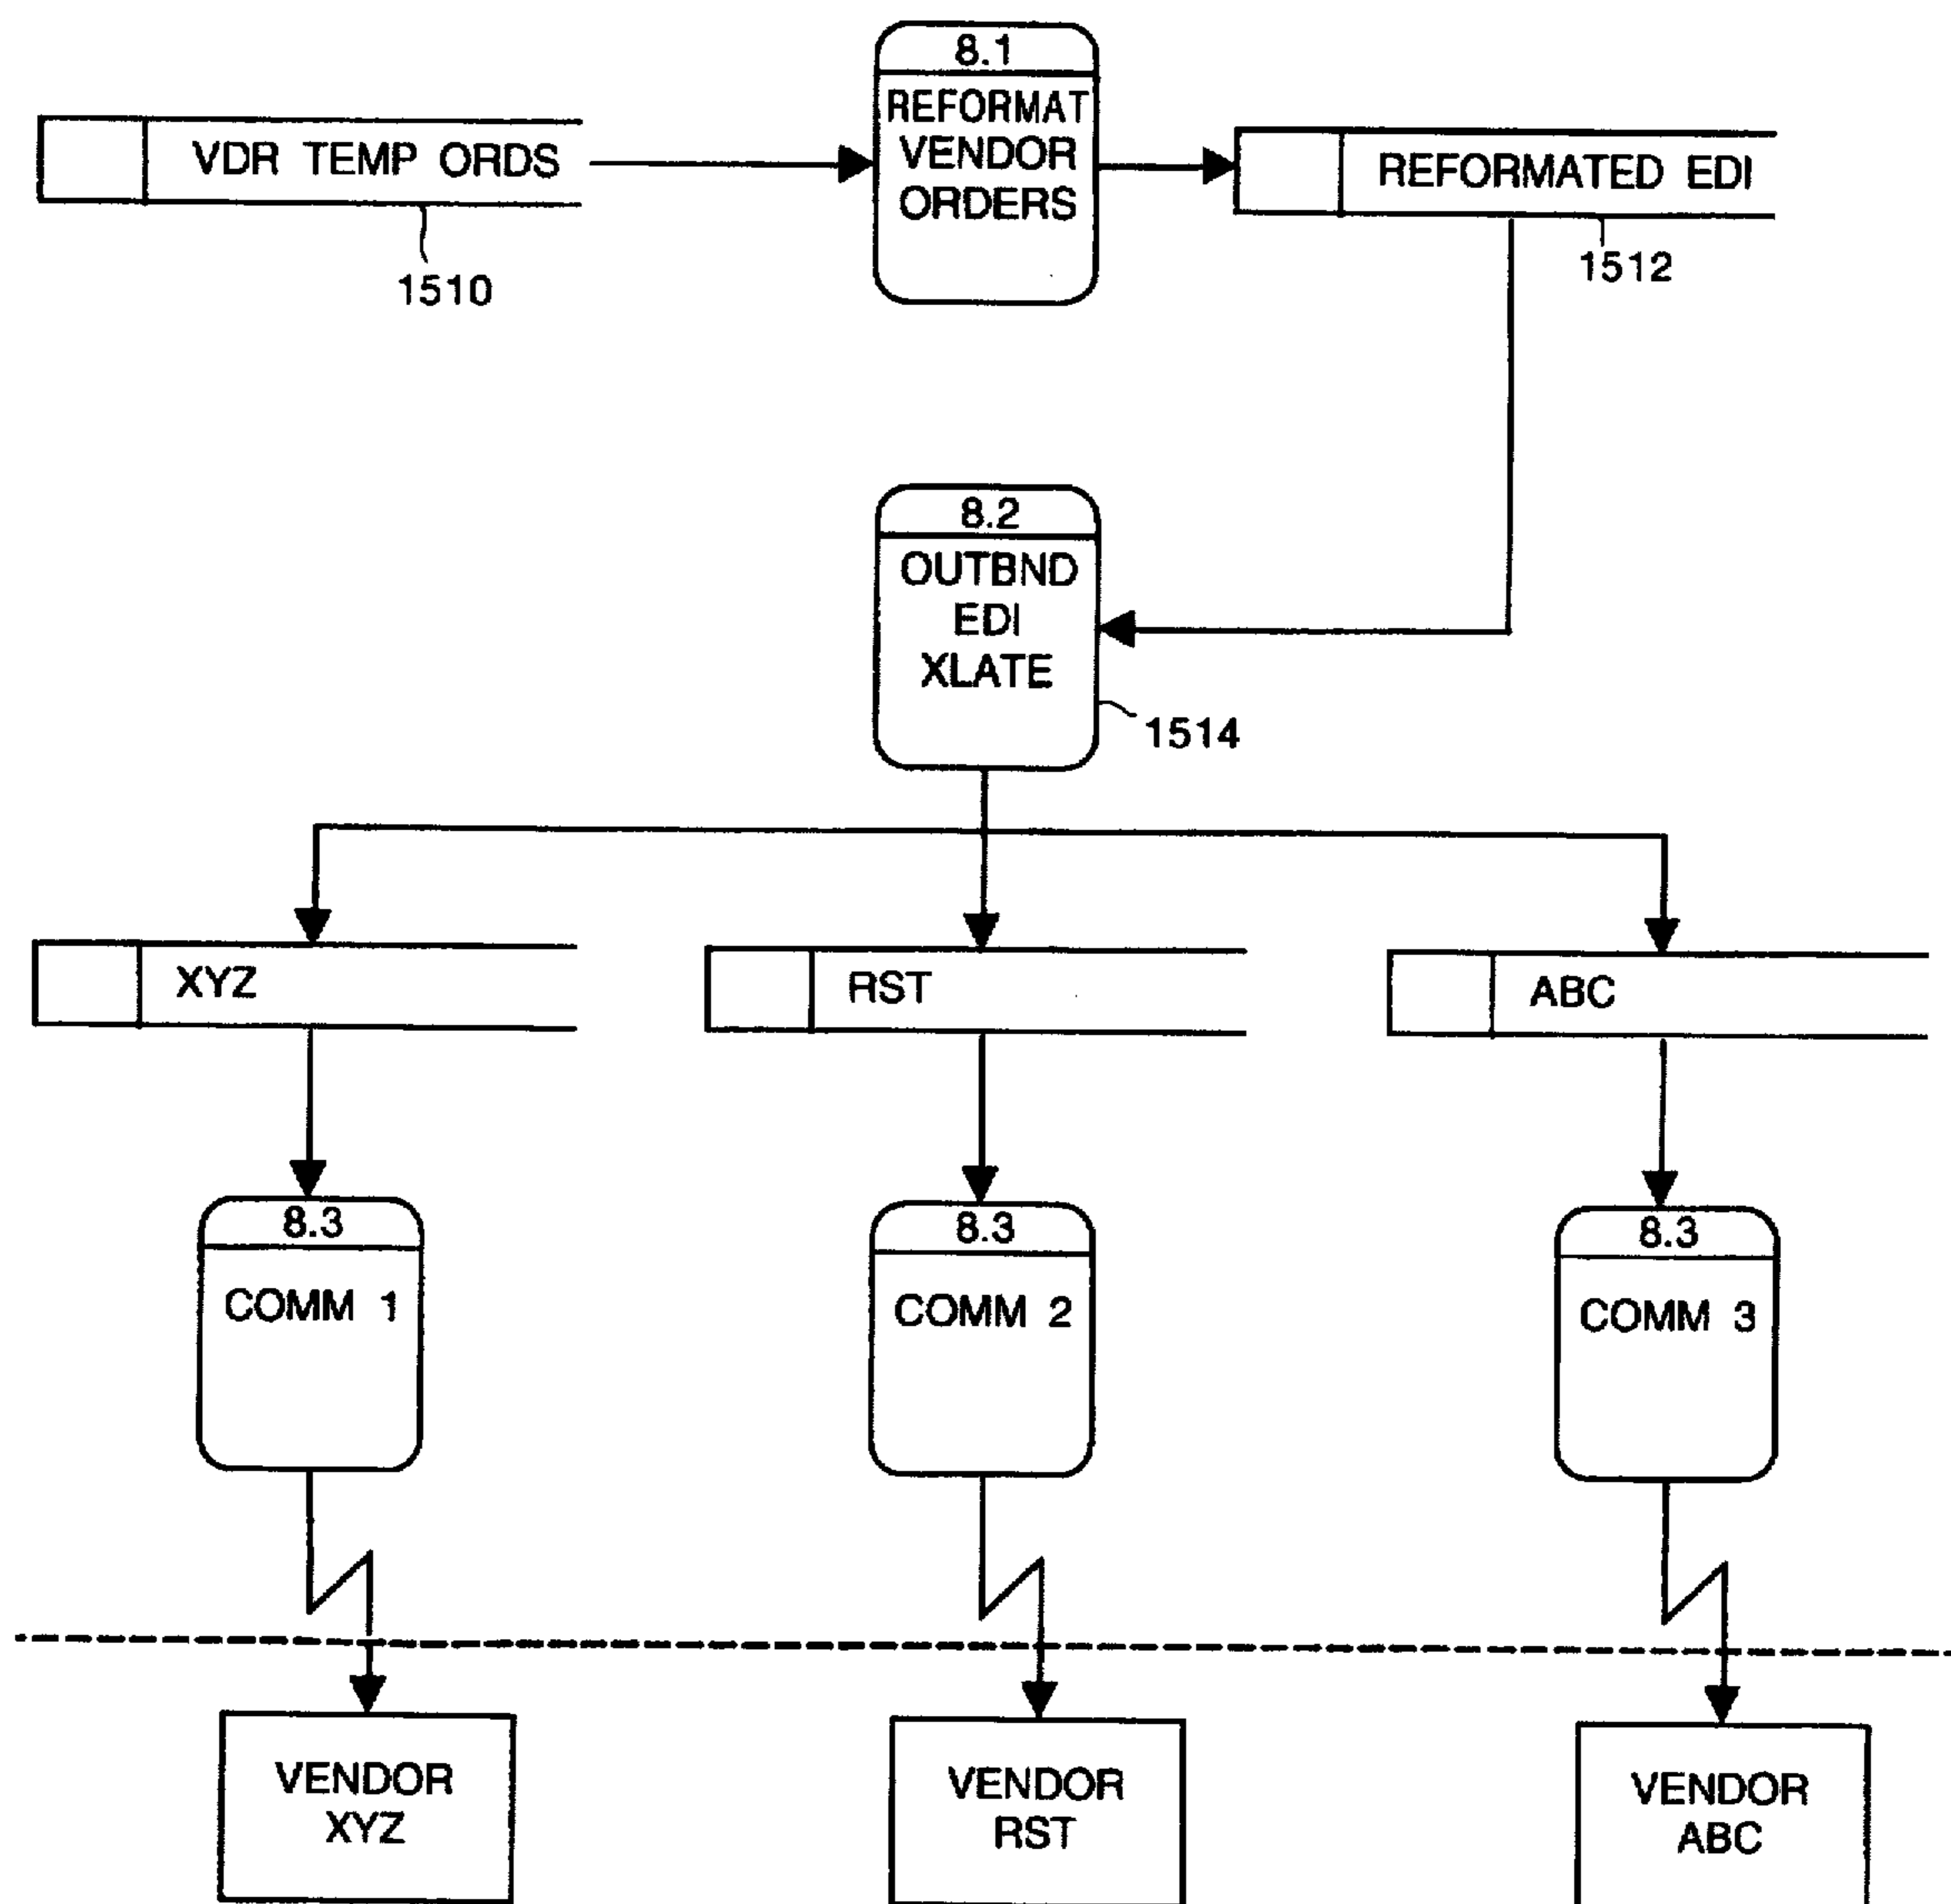 8.1
REFORMAT
VENDOR
ORDERS
VDR TEMP ORDS
REFORMATED EDI
1510
1512
8.2
OUTBND
EDI
XLATE
1514
XYZ
RST
ABC
8.3
COMM 1
8.3
COMM 2
8.3
COMM 3
VENDOR
XYZ
VENDOR
RST
VENDOR
ABC